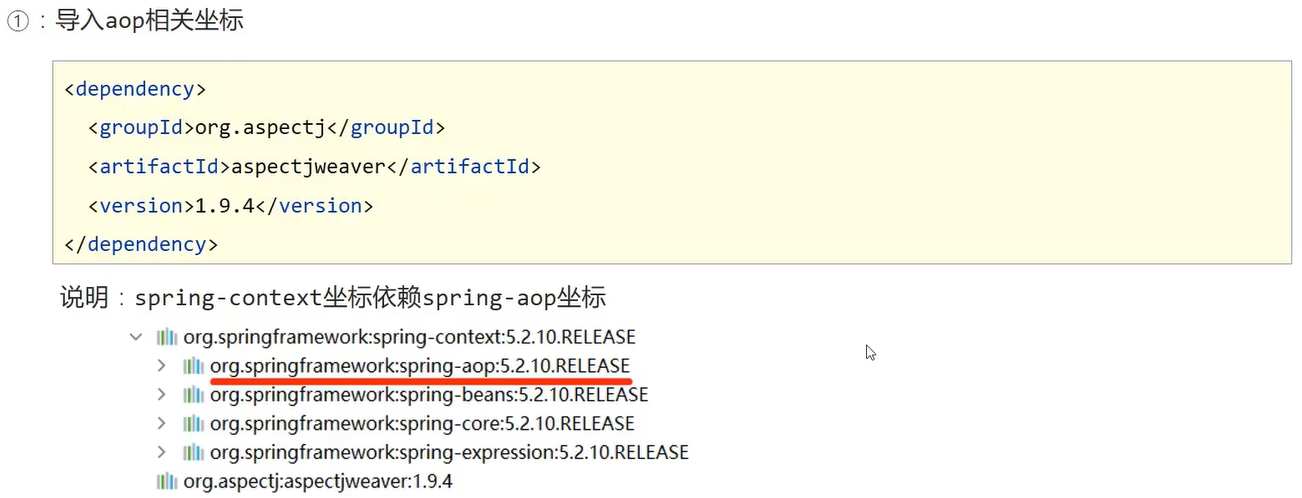 ①：导入aop相关坐标
<dependency>
<groupId>org.aspectj</groupId>
<artifactId>aspectjweaver</artifactId>
<version>1.9.4</version>
</dependency>
说明：spring-context坐标依赖spring-aop坐标
org.springframework:spring-context:5.2.10.RELEASE
org.springframework:spring-aop:5.2.10.RELEASE
org.springframework:spring-beans:5.2.10.RELEASE
org.springframework:spring-core:5.2.10.RELEASE
org.springframework:spring-expression:5.2.10.RELEASE
org.aspectj:aspectjweaver:1.9.4